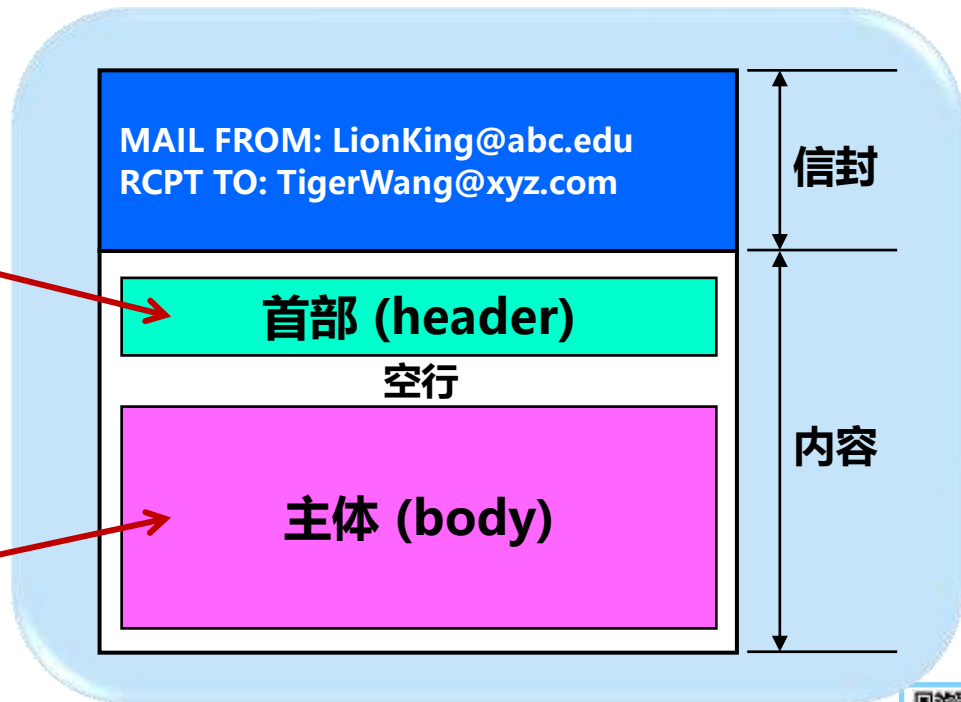 MAIL FROM: LionKing@abc.edu
RCPT TO: TigerWang@xyz.com
信封
首部 (header)
空行
内容
主体 (body)